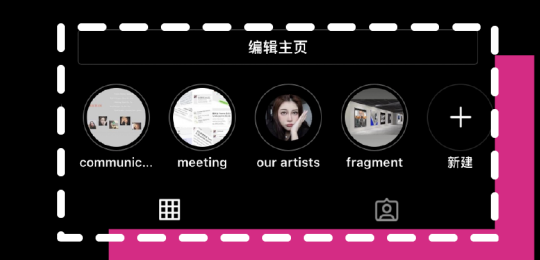 编辑主页
communic...
meeting
our artists
fragment
新建